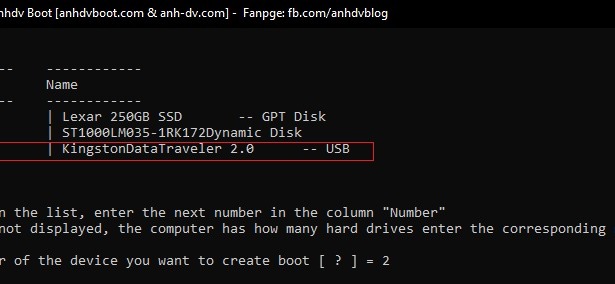 nhdv Boot [anhdvboot.com & anh-dv.com] - Fanpge: fb.com/anhdvblog
-- ------------
Name
-- ------------
| Lexar 250GB SSD -- GPT Disk
| ST1000LM035-1RK172Dynamic Disk
| KingstonDataTraveler 2.0 -- USB
n the list, enter the next number in the column "Number"
not displayed, the computer has how many hard drives enter the corresponding
r of the device you want to create boot [ ? ] = 2